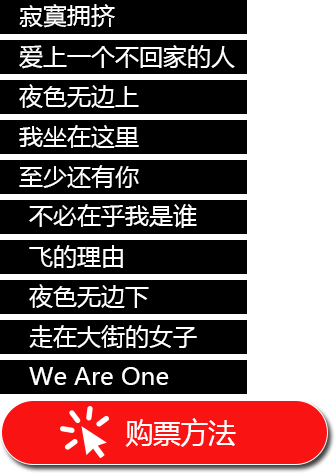 寂寞拥挤
爱上一个不回家的人
夜色无边上
我坐在这里
至少还有你
不必在乎我是谁
飞的理由
夜色无边下
走在大街的女子
We Are One
购票方法